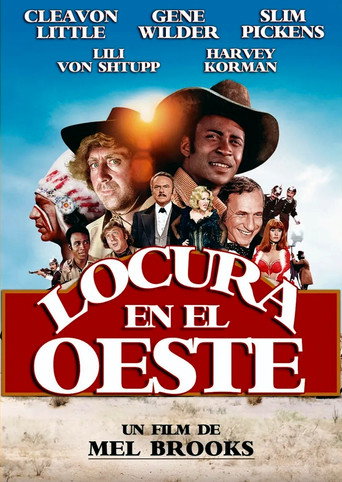 CLEAVON LITTLE
GENE WILDER
SLIM PICKENS
LILI VON SHTUPP
HARVEY KORMAN
LOCURA
EN EL
OESTE
UN FILM DE
MEL BROOKS